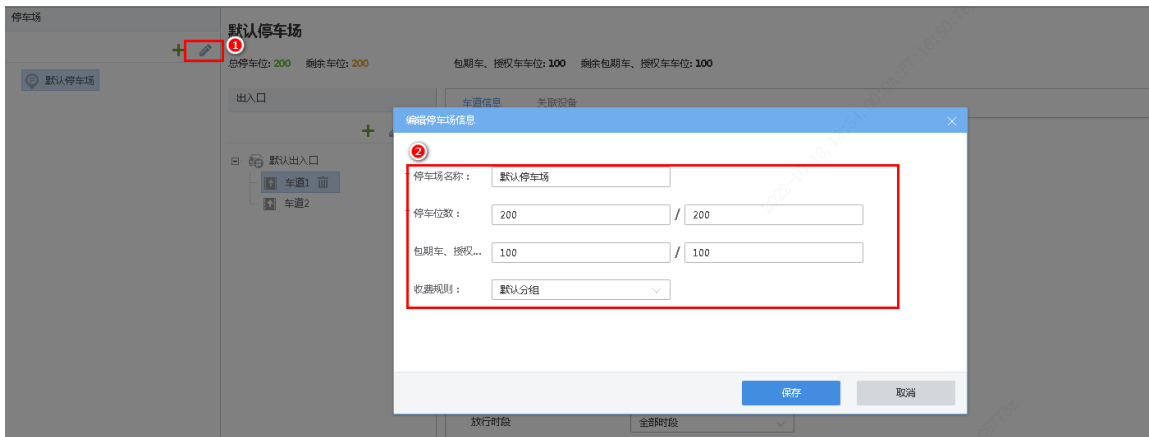 停车场
默认停车场
默认停车场
总停车位: 200 剩余车位: 200 包期车、授权车车位: 100 剩余包期车、授权车车位: 100
1
出入口
车道信息 关联设备
默认出入口
车道1
车道2
编辑停车场信息
2
停车场名称： 默认停车场
停车位数： 200 / 200
包期车、授权... 100 / 100
收费规则： 默认分组
保存 取消
放行时段 全部时段